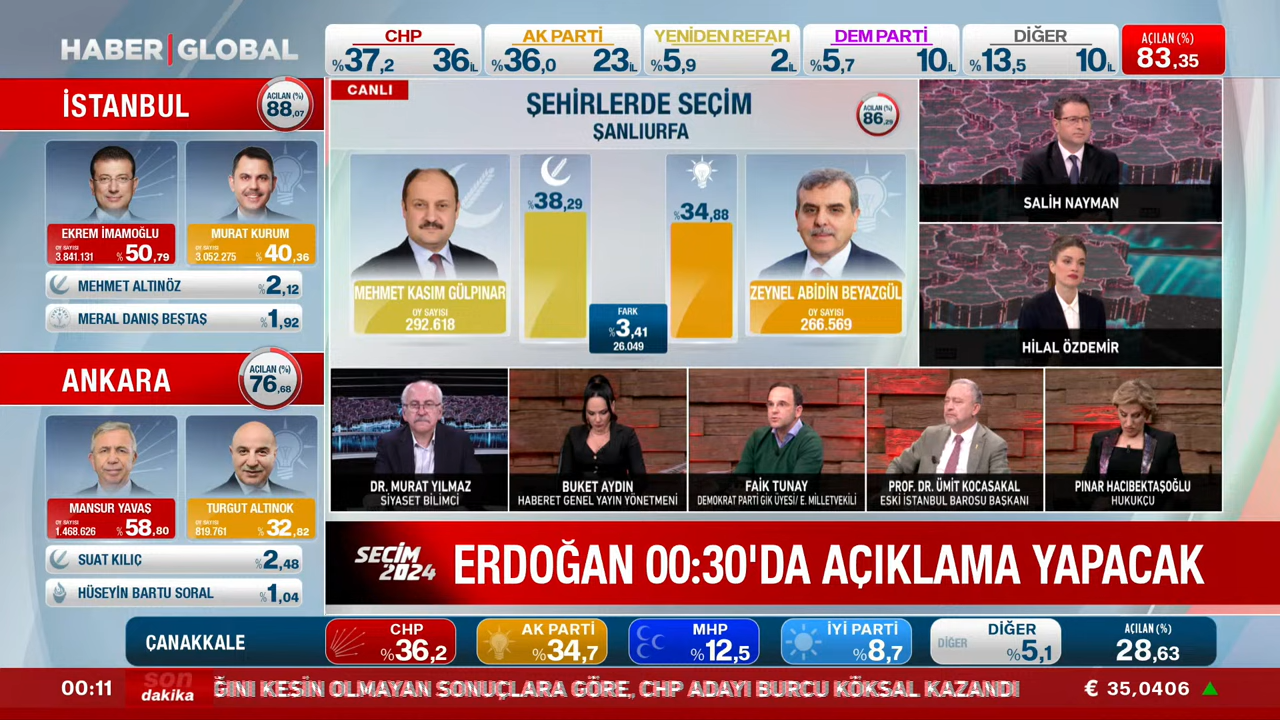 HABER GLOBAL
CHP
%37,2 36İL
AK PARTİ
%36,0 23İL
YENİDEN REFAH
%5,9 2İL
DEM PARTİ
%5,7 10İL
DİĞER
%13,5 10İL
AÇILAN (%)
83,35
İSTANBUL
AÇILAN (%)
88,07
EKREM İMAMOĞLU
OY SAYISI
3.841.131 %50,79
MURAT KURUM
OY SAYISI
3.052.275 %40,36
MEHMET ALTINÖZ %2,12
MERAL DANIŞ BEŞTAŞ %1,92
ANKARA
AÇILAN (%)
76,68
MANSUR YAVAŞ
OY SAYISI
1.468.626 %58,80
TURGUT ALTINOK
OY SAYISI
819.761 %32,82
SUAT KILIÇ %2,48
HÜSEYİN BARTU SORAL %1,04
CANLI
ŞEHİRLERDE SEÇİM
ŞANLIURFA
AÇILAN (%)
86,29
%38,29
%34,88
MEHMET KASIM GÜLPINAR
OY SAYISI
292.618
FARK
%3,41
26.049
ZEYNEL ABİDİN BEYAZGÜL
OY SAYISI
266.569
SALİH NAYMAN
HİLAL ÖZDEMİR
DR. MURAT YILMAZ
SİYASET BİLİMCİ
BUKET AYDIN
HABERET GENEL YAYIN YÖNETMENİ
FAİK TUNAY
DEMOKRAT PARTİ GİK ÜYESİ/ E. MİLLETVEKİLİ
PROF. DR. ÜMİT KOCASAKAL
ESKİ İSTANBUL BAROSU BAŞKANI
PINAR HACIBEKTAŞOĞLU
HUKUKÇU
SEÇİM
2024
ERDOĞAN 00:30'DA AÇIKLAMA YAPACAK
ÇANAKKALE
CHP
%36,2
AK PARTİ
%34,7
MHP
%12,5
İYİ PARTİ
%8,7
DİĞER
DİĞER
%5,1
AÇILAN (%)
28,63
00:11
son
dakika
ĞINI KESİN OLMAYAN SONUÇLARA GÖRE, CHP ADAYI BURCU KÖKSAL KAZANDI
€ 35,0406